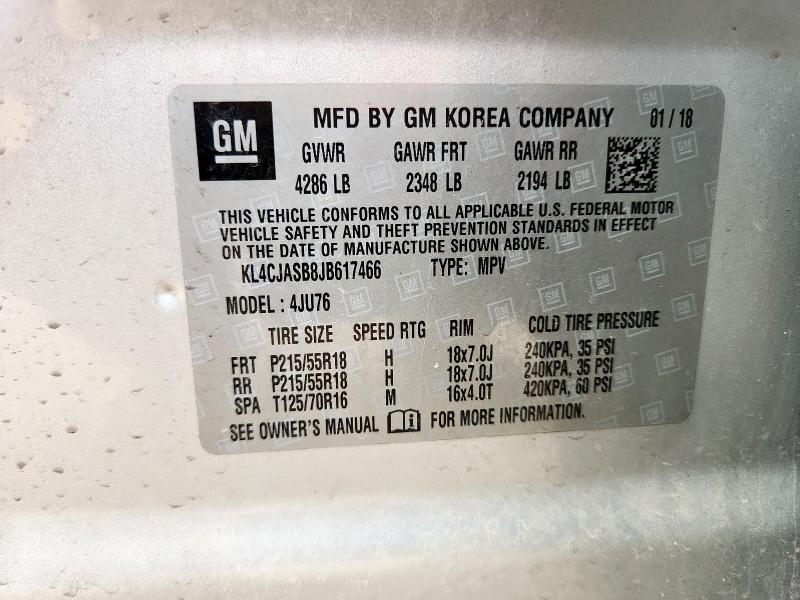 GM MFD BY GM KOREA COMPANY 01/18
GVWR GAWR FRT GAWR RR
4286 LB 2348 LB 2194 LB
THIS VEHICLE CONFORMS TO ALL APPLICABLE U.S. FEDERAL MOTOR
VEHICLE SAFETY AND THEFT PREVENTION STANDARDS IN EFFECT
ON THE DATE OF MANUFACTURE SHOWN ABOVE.
KL4CJASB8JB617466 TYPE: MPV
MODEL : 4JU76
TIRE SIZE SPEED RTG RIM COLD TIRE PRESSURE
FRT P215/55R18 H 18x7.0J 240KPA, 35 PSI
RR P215/55R18 H 18x7.0J 240KPA, 35 PSI
SPA T125/70R16 M 16x4.0T 420KPA, 60 PSI
SEE OWNER'S MANUAL FOR MORE INFORMATION.